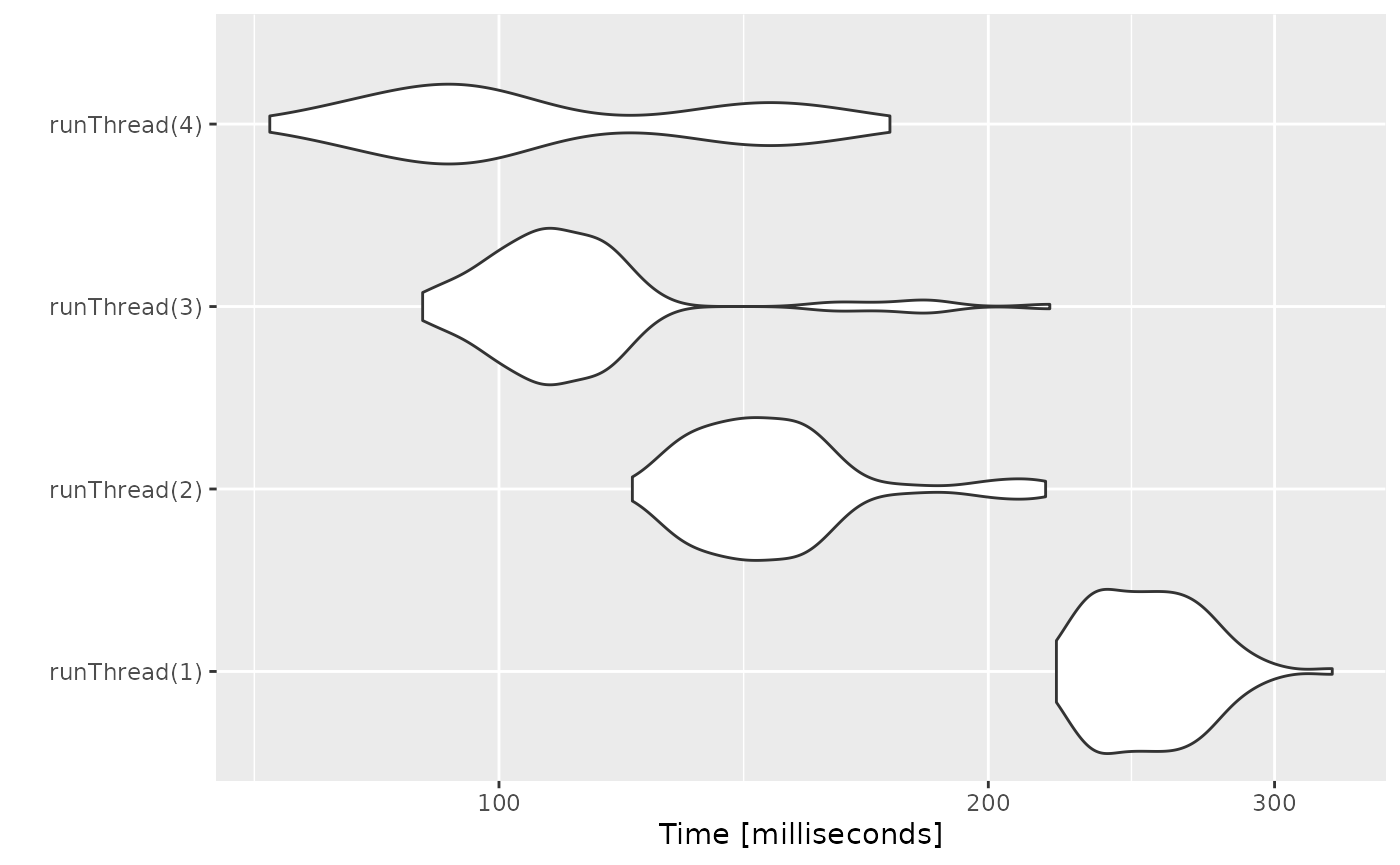 runThread(4)
runThread(3)
runThread(2)
runThread(1)
100 200 300
Time [milliseconds]